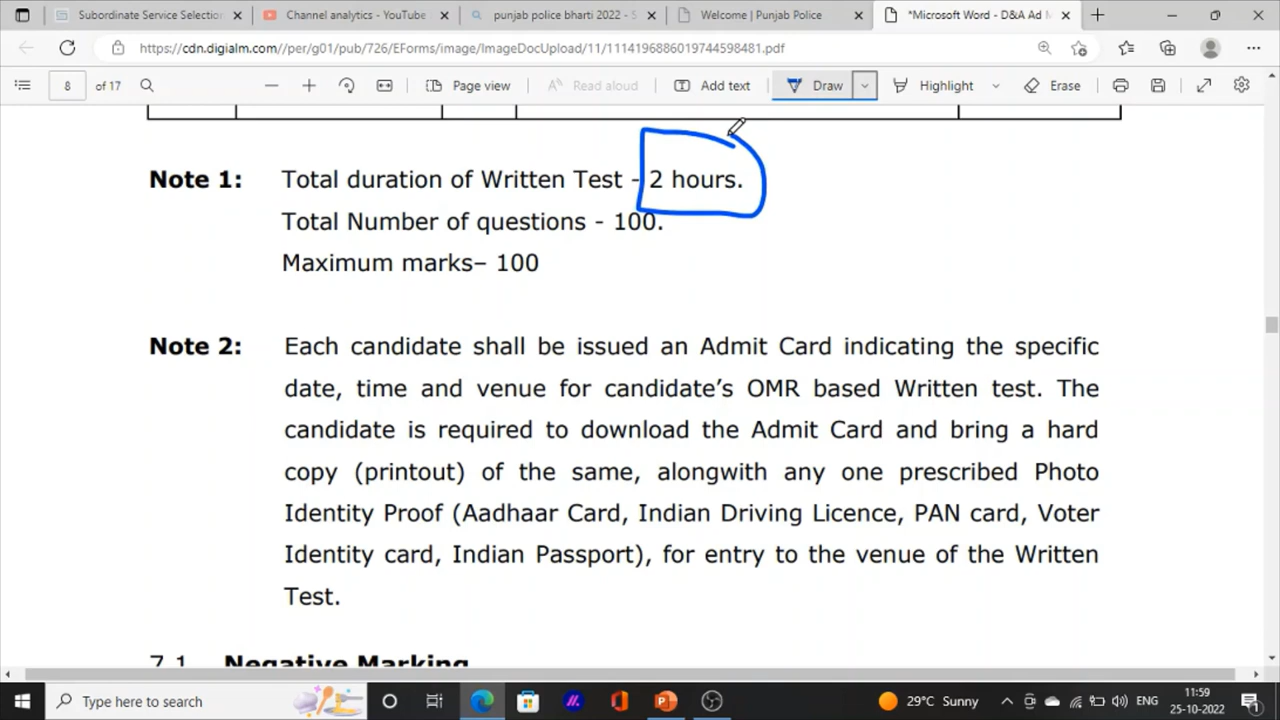 Subordinate Service Selection
Channel analytics - YouTube
punjab police bharti 2022 - S
Welcome | Punjab Police
*Microsoft Word - D&A Ad M
https://cdn.digialm.com//per/g01/pub/726/EForms/image/ImageDocUpload/11/1114196886019744598481.pdf
8 of 17
Page view
Read aloud
Add text
Draw
Highlight
Erase
Note 1: Total duration of Written Test - 2 hours.
Total Number of questions - 100.
Maximum marks– 100
Note 2: Each candidate shall be issued an Admit Card indicating the specific
date, time and venue for candidate’s OMR based Written test. The
candidate is required to download the Admit Card and bring a hard
copy (printout) of the same, alongwith any one prescribed Photo
Identity Proof (Aadhaar Card, Indian Driving Licence, PAN card, Voter
Identity card, Indian Passport), for entry to the venue of the Written
Test.
7.1 Negative Marking
Type here to search
29°C Sunny
ENG
11:59
25-10-2022